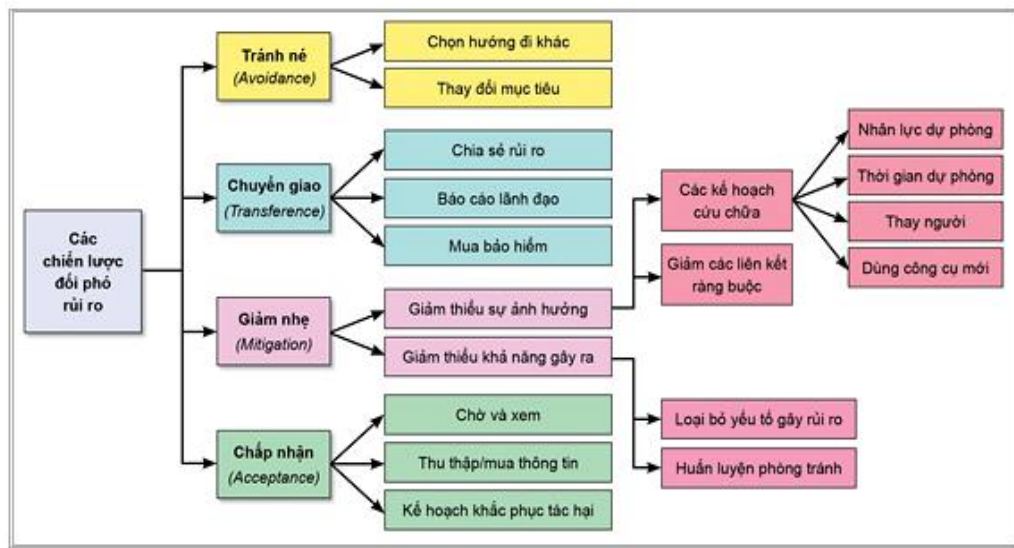 Các
chiến lược
đối phó
rủi ro
Tránh né
(Avoidance)
Chọn hướng đi khác
Thay đổi mục tiêu
Chuyển giao
(Transference)
Chia sẻ rủi ro
Báo cáo lãnh đạo
Mua bảo hiểm
Giảm nhẹ
(Mitigation)
Giảm thiểu sự ảnh hưởng
Giảm thiểu khả năng gây ra
Các kế hoạch
cứu chữa
Giảm các liên kết
ràng buộc
Nhân lực dự phòng
Thời gian dự phòng
Thay người
Dùng công cụ mới
Loại bỏ yếu tố gây rủi ro
Huấn luyện phòng tránh
Chấp nhận
(Acceptance)
Chờ và xem
Thu thập/mua thông tin
Kế hoạch khắc phục tác hại